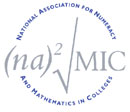 NATIONAL ASSOCIATION FOR NUMERACY
(na)²√MIC
AND MATHEMATICS IN COLLEGES